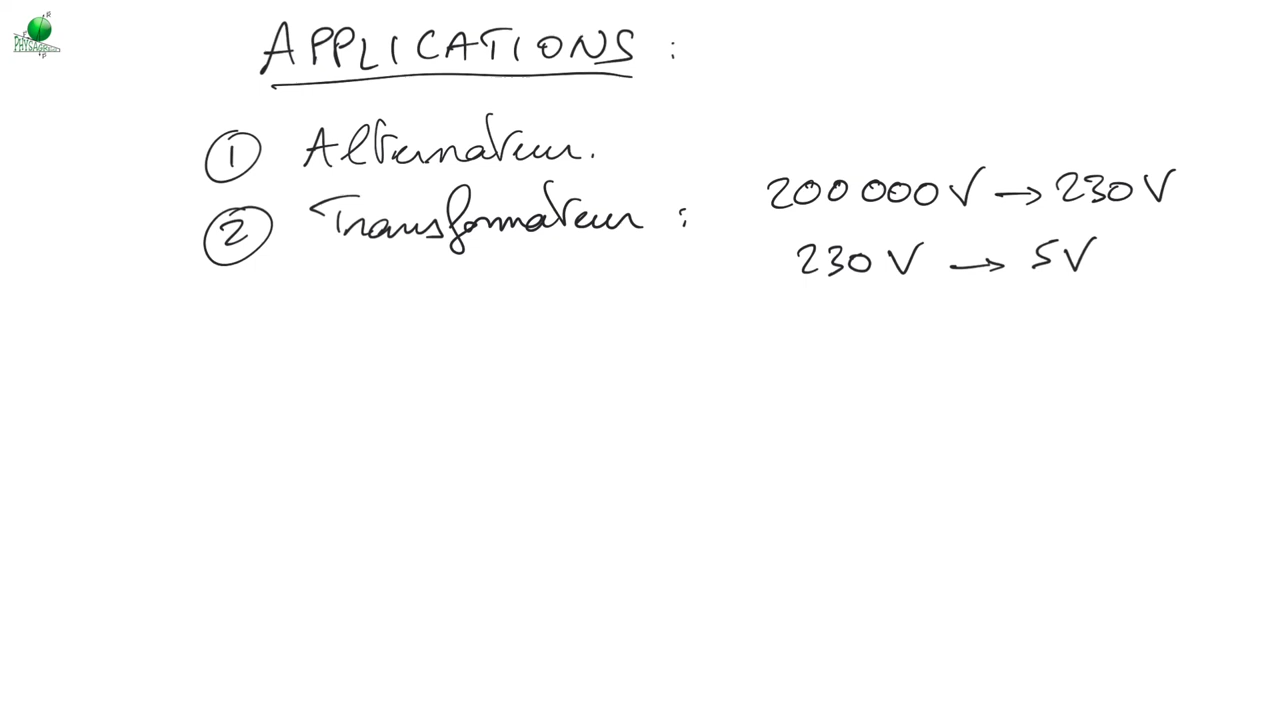 APPLICATIONS :
① Alternateur.
② Transformateur : 200 000 V → 230 V
230 V → 5 V